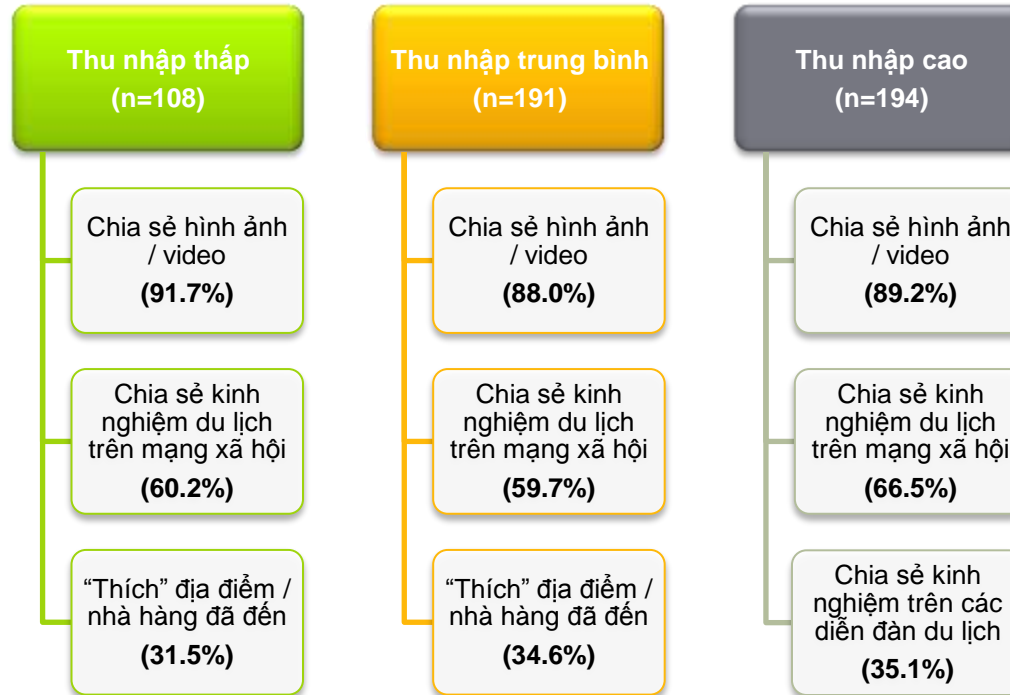 Thu nhập thấp
(n=108)
Chia sẻ hình ảnh
/ video
(91.7%)
Chia sẻ kinh
nghiệm du lịch
trên mạng xã hội
(60.2%)
“Thích” địa điểm /
nhà hàng đã đến
(31.5%)
Thu nhập trung bình
(n=191)
Chia sẻ hình ảnh
/ video
(88.0%)
Chia sẻ kinh
nghiệm du lịch
trên mạng xã hội
(59.7%)
“Thích” địa điểm /
nhà hàng đã đến
(34.6%)
Thu nhập cao
(n=194)
Chia sẻ hình ảnh
/ video
(89.2%)
Chia sẻ kinh
nghiệm du lịch
trên mạng xã hội
(66.5%)
Chia sẻ kinh
nghiệm trên các
diễn đàn du lịch
(35.1%)